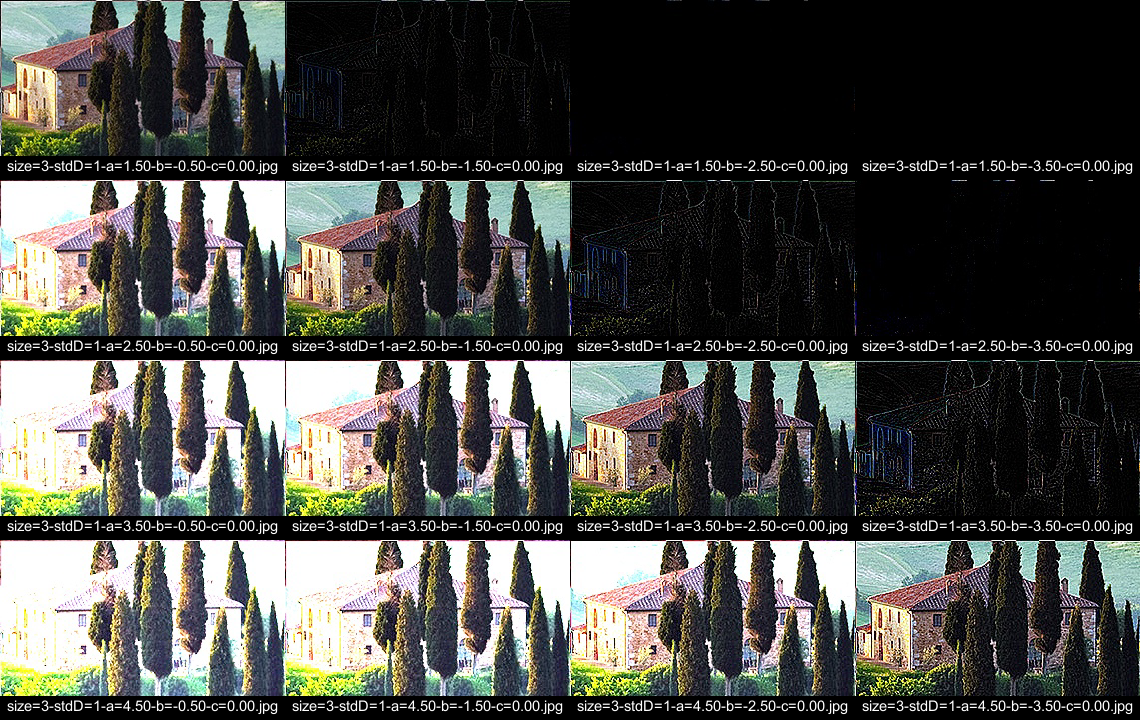 size=3-stdD=1-a=1.50-b=-0.50-c=0.00.jpg size=3-stdD=1-a=1.50-b=-1.50-c=0.00.jpg size=3-stdD=1-a=1.50-b=-2.50-c=0.00.jpg size=3-stdD=1-a=1.50-b=-3.50-c=0.00.jpg
size=3-stdD=1-a=2.50-b=-0.50-c=0.00.jpg size=3-stdD=1-a=2.50-b=-1.50-c=0.00.jpg size=3-stdD=1-a=2.50-b=-2.50-c=0.00.jpg size=3-stdD=1-a=2.50-b=-3.50-c=0.00.jpg
size=3-stdD=1-a=3.50-b=-0.50-c=0.00.jpg size=3-stdD=1-a=3.50-b=-1.50-c=0.00.jpg size=3-stdD=1-a=3.50-b=-2.50-c=0.00.jpg size=3-stdD=1-a=3.50-b=-3.50-c=0.00.jpg
size=3-stdD=1-a=4.50-b=-0.50-c=0.00.jpg size=3-stdD=1-a=4.50-b=-1.50-c=0.00.jpg size=3-stdD=1-a=4.50-b=-2.50-c=0.00.jpg size=3-stdD=1-a=4.50-b=-3.50-c=0.00.jpg